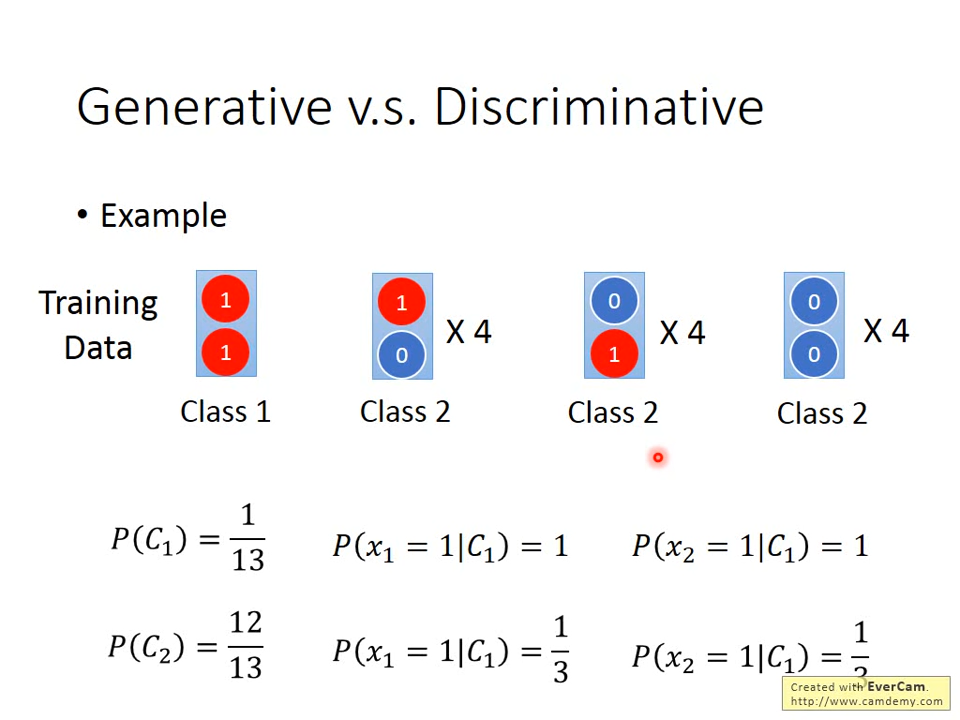 Generative v.s. Discriminative
• Example
Training
Data
1
1
Class 1
1
0
X 4
Class 2
0
1
X 4
Class 2
0
0
X 4
Class 2
P(C₁) = 1/13
P(x₁ = 1|C₁) = 1
P(x₂ = 1|C₁) = 1
P(C₂) = 12/13
P(x₁ = 1|C₁) = 1/3
P(x₂ = 1|C₁) = 1/3
Created with EverCam.
http://www.camdemy.com